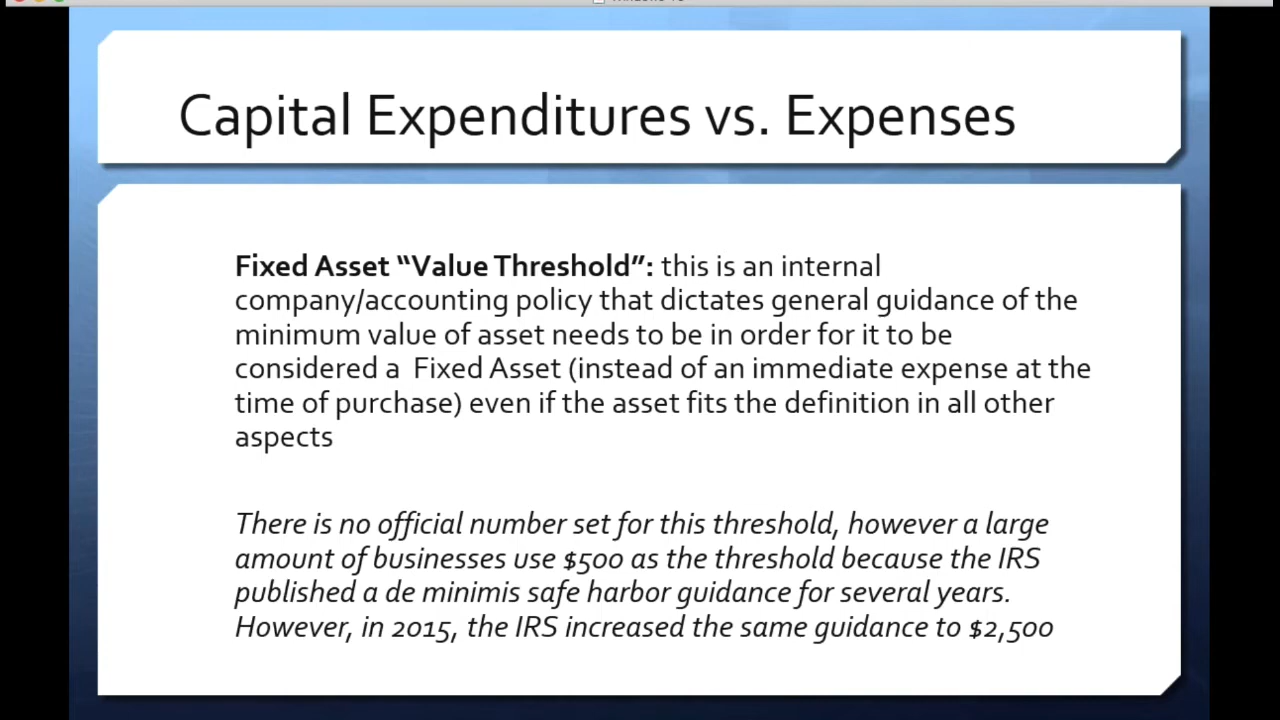 Capital Expenditures vs. Expenses
Fixed Asset “Value Threshold”: this is an internal
company/accounting policy that dictates general guidance of the
minimum value of asset needs to be in order for it to be
considered a  Fixed Asset (instead of an immediate expense at the
time of purchase) even if the asset fits the definition in all other
aspects
There is no official number set for this threshold, however a large
amount of businesses use $500 as the threshold because the IRS
published a de minimis safe harbor guidance for several years.
However, in 2015, the IRS increased the same guidance to $2,500